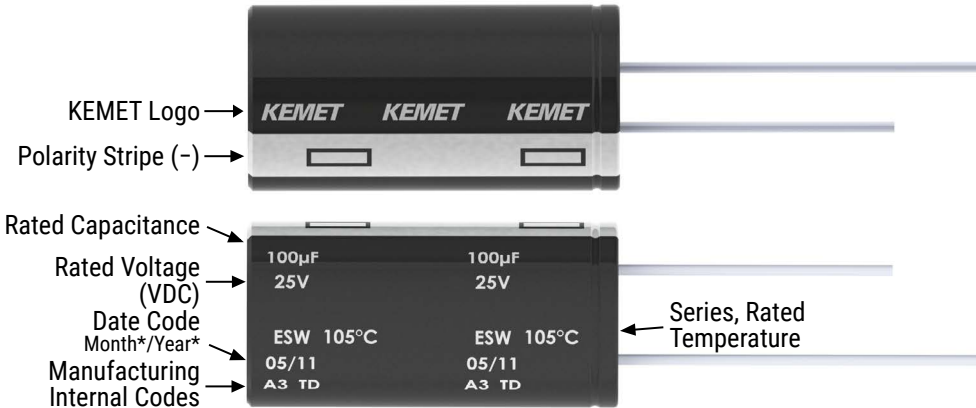 KEMET Logo
KEMET KEMET KEMET
Polarity Stripe (−)
Rated Capacitance
100µF 100µF
Rated Voltage
(VDC)
25V 25V
Date Code
Month*/Year*
ESW 105°C ESW 105°C
05/11 05/11
Manufacturing
Internal Codes
A3 TD A3 TD
Series, Rated
Temperature